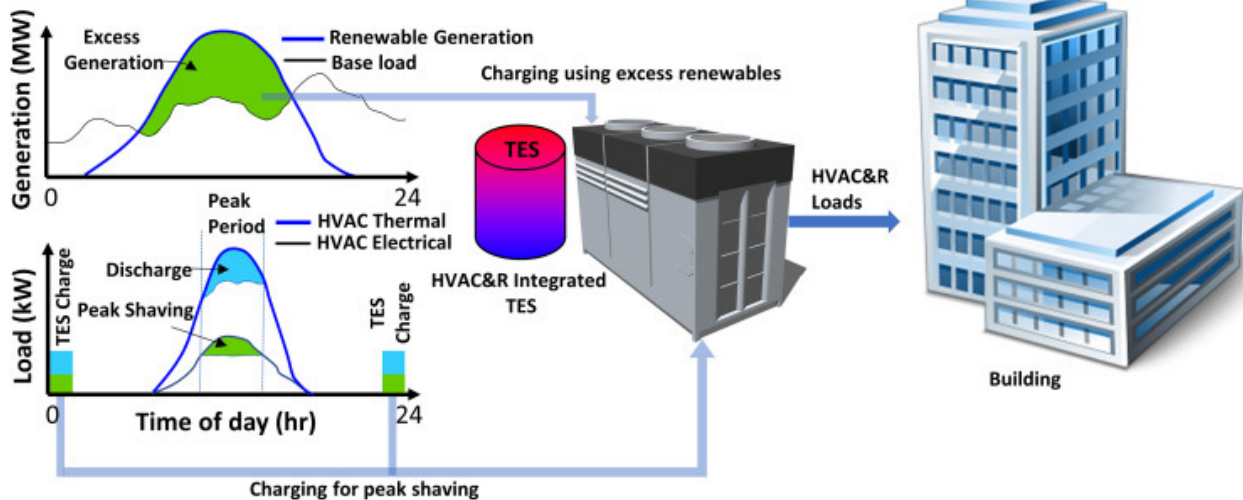 Generation (MW)
Excess
Generation
Renewable Generation
Base load
0
24
Charging using excess renewables
TES
HVAC&R Integrated
TES
HVAC&R
Loads
Building
Load (kW)
Peak
Period
HVAC Thermal
HVAC Electrical
Discharge
Peak Shaving
TES Charge
TES
Charge
0
24
Time of day (hr)
Charging for peak shaving